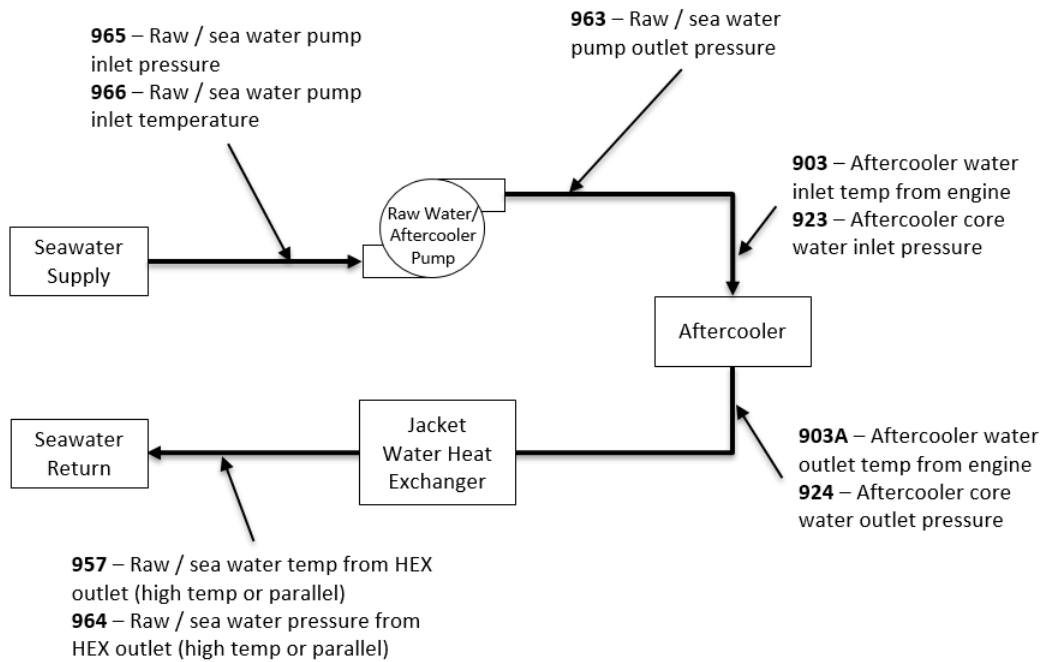 965 – Raw / sea water pump
inlet pressure
966 – Raw / sea water pump
inlet temperature
963 – Raw / sea water
pump outlet pressure
903 – Aftercooler water
inlet temp from engine
923 – Aftercooler core
water inlet pressure
Raw Water/
Aftercooler
Pump
Seawater
Supply
Aftercooler
Seawater
Return
Jacket
Water Heat
Exchanger
903A – Aftercooler water
outlet temp from engine
924 – Aftercooler core
water outlet pressure
957 – Raw / sea water temp from HEX
outlet (high temp or parallel)
964 – Raw / sea water pressure from
HEX outlet (high temp or parallel)